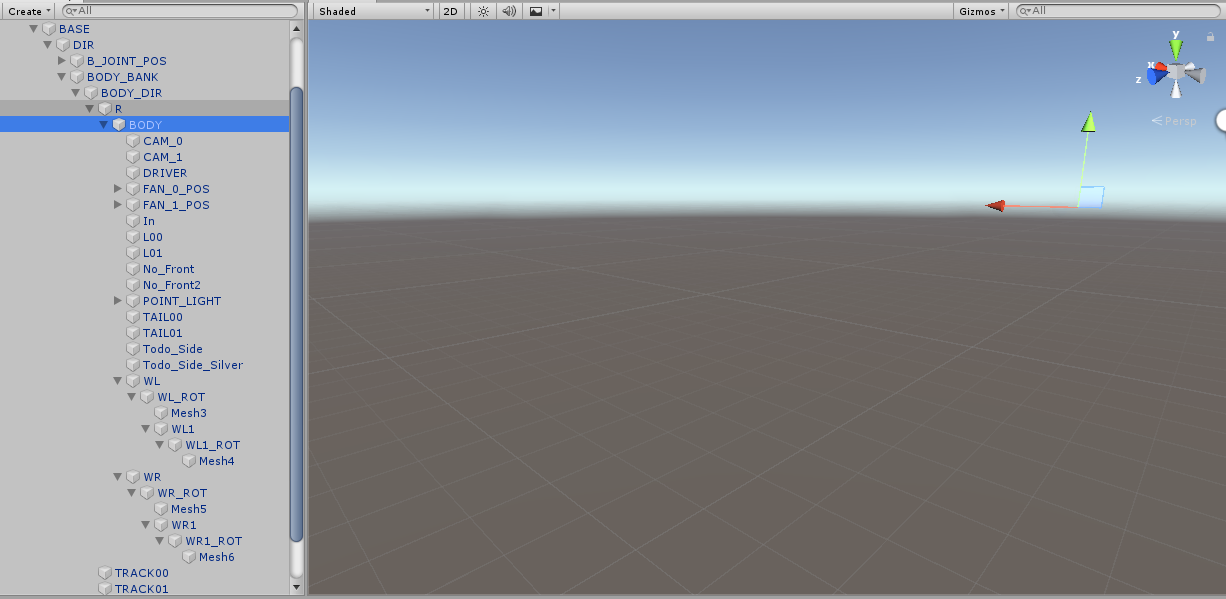 Create
All
Shaded
2D
Gizmos
All
BASE
DIR
B_JOINT_POS
BODY_BANK
BODY_DIR
R
BODY
CAM_0
CAM_1
DRIVER
FAN_0_POS
FAN_1_POS
In
L00
L01
No_Front
No_Front2
POINT_LIGHT
TAIL00
TAIL01
Todo_Side
Todo_Side_Silver
WL
WL_ROT
Mesh3
WL1
WL1_ROT
Mesh4
WR
WR_ROT
Mesh5
WR1
WR1_ROT
Mesh6
TRACK00
TRACK01
y
x
z
Persp